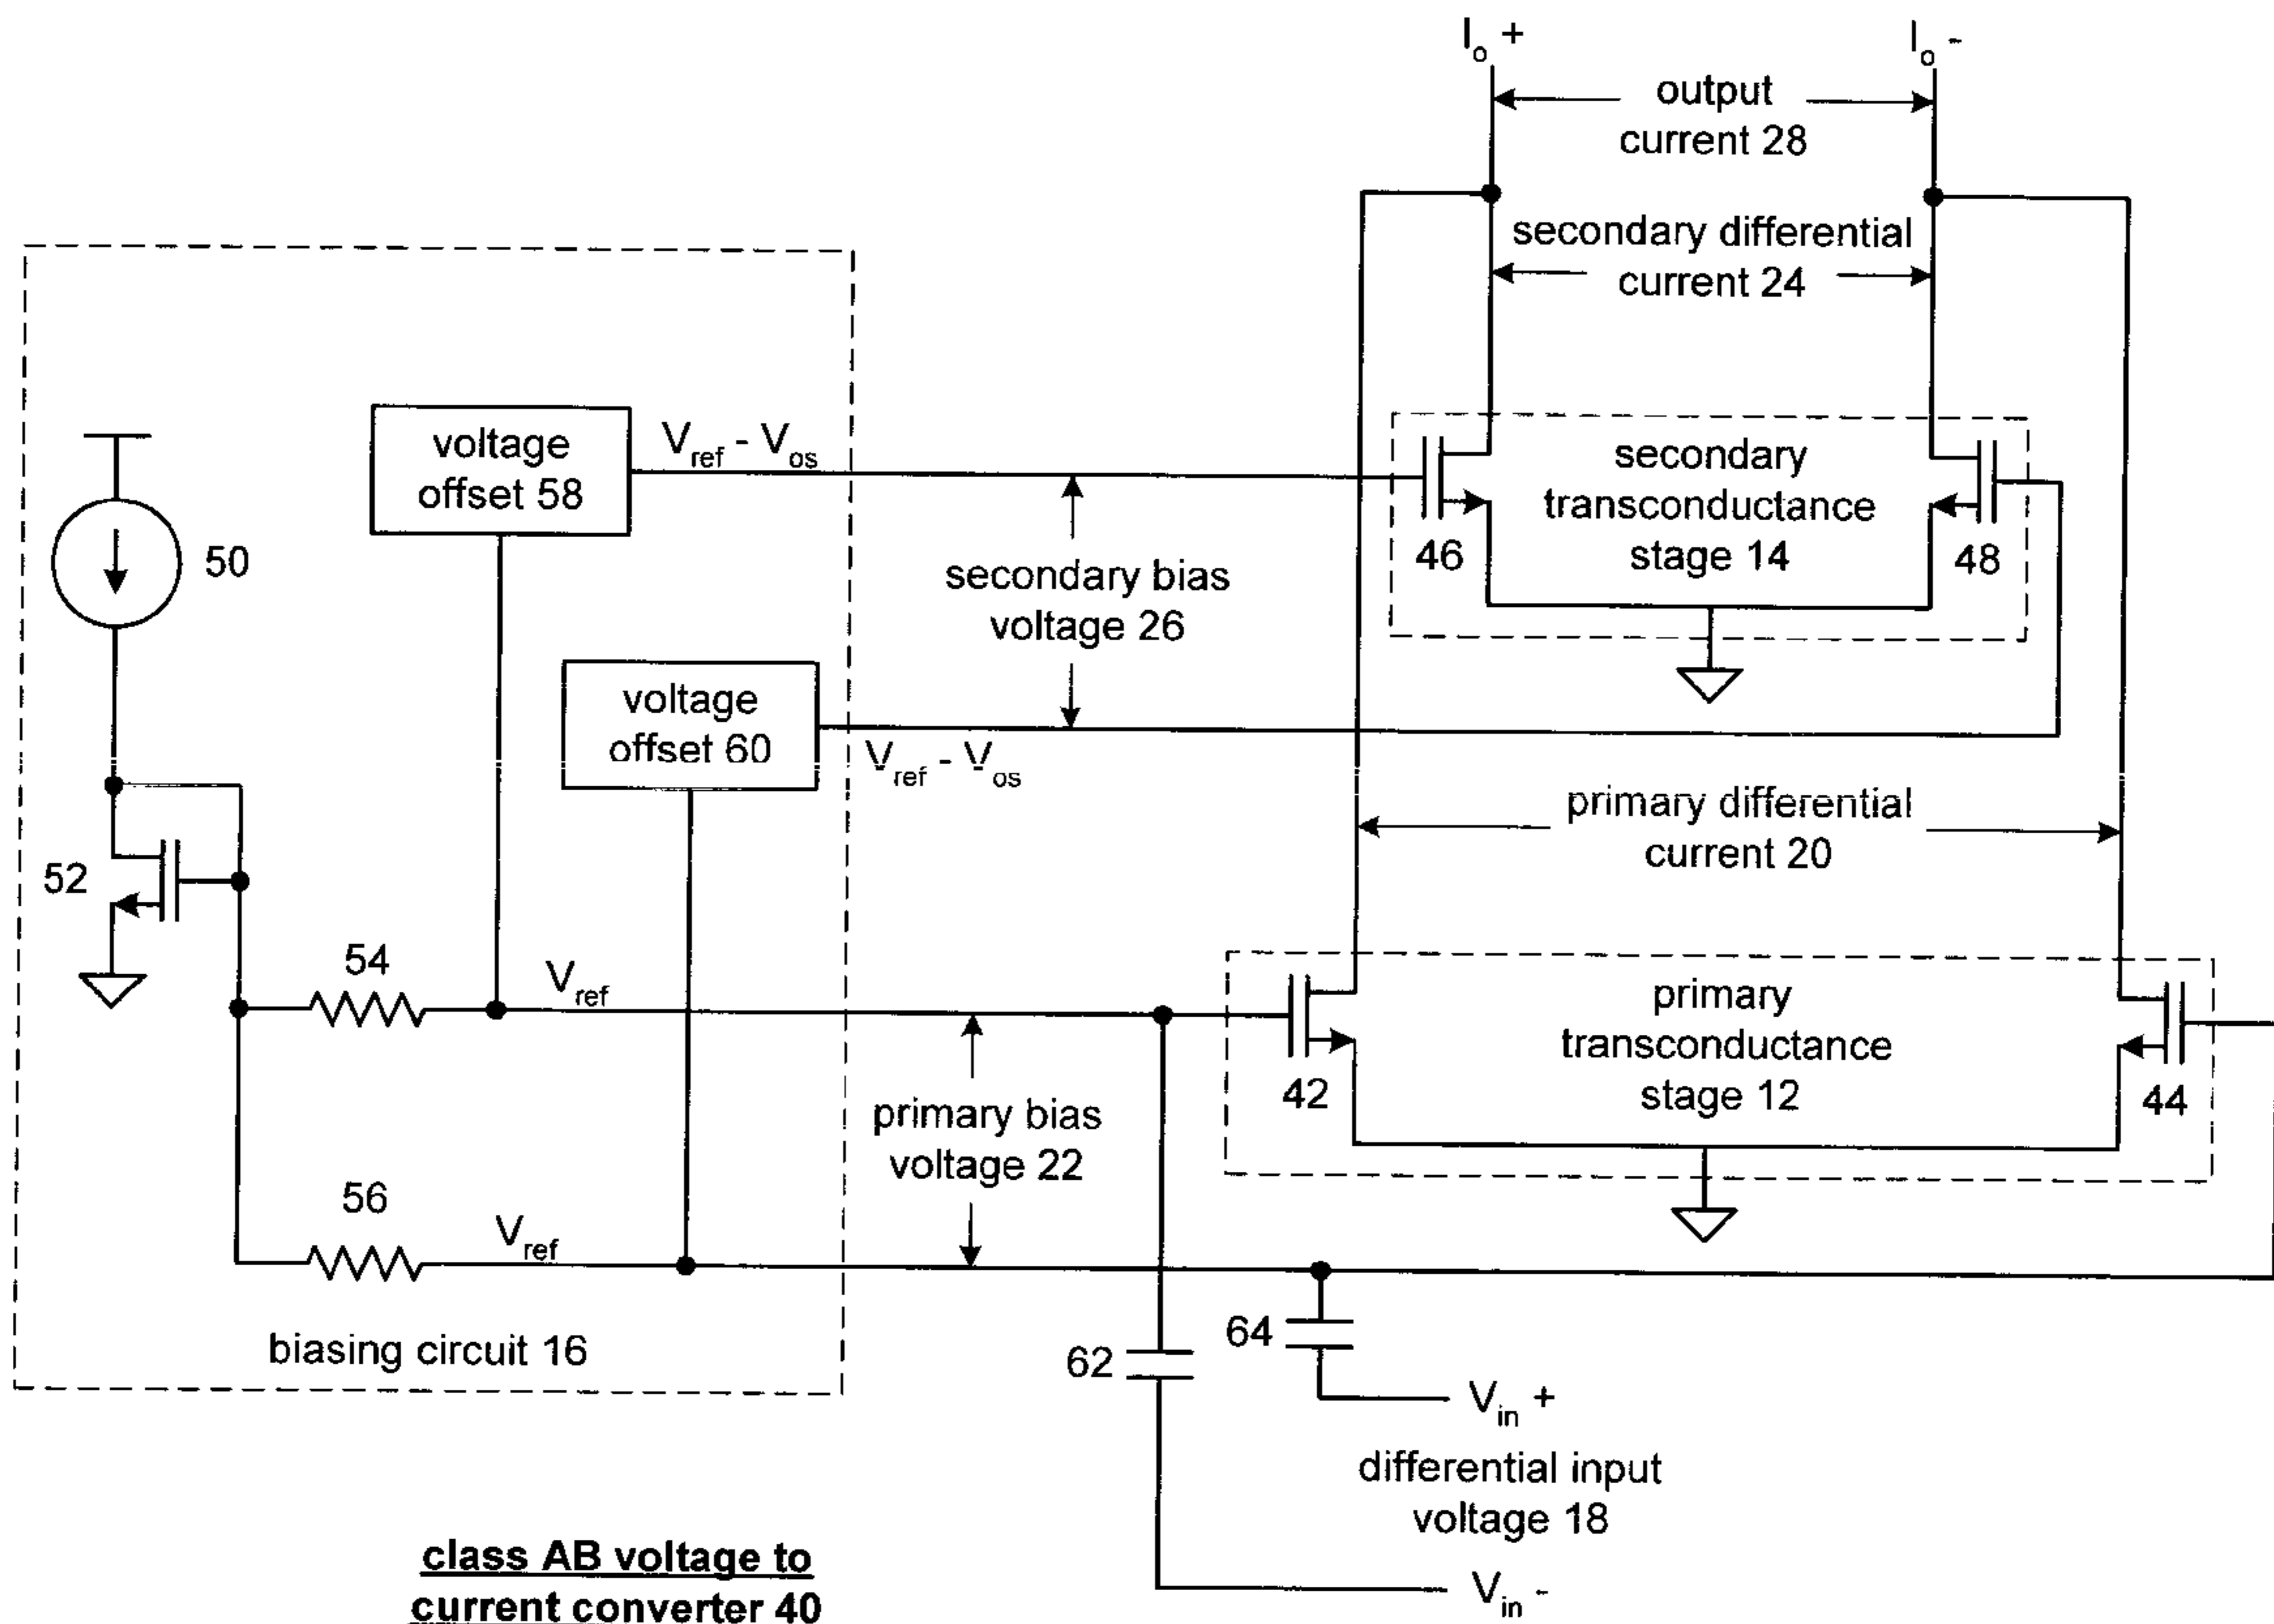 I_o +
I_o -
output
current 28
secondary differential
current 24
voltage
offset 58
V_ref - V_os
secondary
transconductance
stage 14
46
48
50
secondary bias
voltage 26
voltage
offset 60
V_ref - V_os
primary differential
current 20
52
54
V_ref
primary
transconductance
stage 12
42
44
primary bias
voltage 22
56
V_ref
biasing circuit 16
62
64
V_in +
differential input
voltage 18
V_in -
class AB voltage to
current converter 40